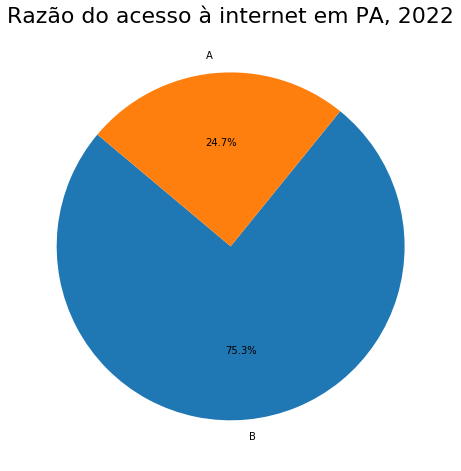 Razão do acesso à internet em PA, 2022
A
24.7%
75.3%
B